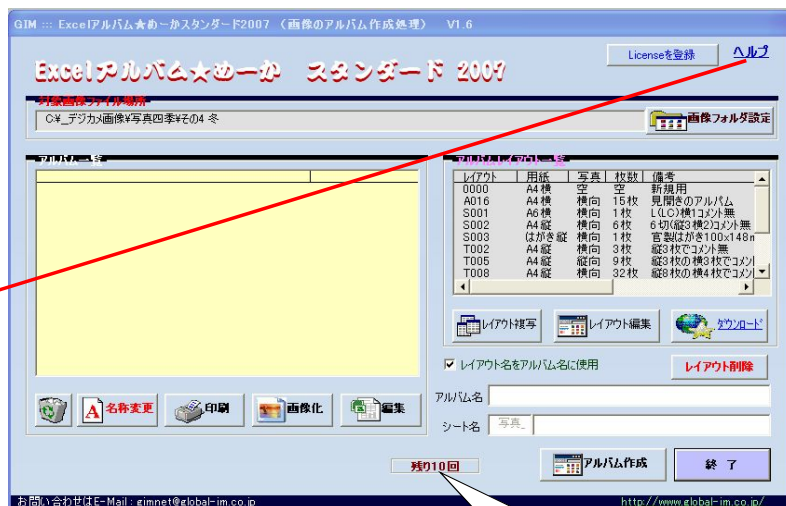 GIM ::: Excelアルバム★めーかスタンダード2007 （画像のアルバム作成処理） V1.6
Excelアルバム★めーか スタンダード 2007
Licenseを登録
ヘルプ
対象画像ファイル場所
C:¥_デジカメ画像¥写真四季¥その4 冬
画像フォルダ設定
アルバム一覧
アルバムレイアウト一覧
レイアウト 用紙 写真 枚数 備考
0000 A4横 空 空 新規用
A016 A4横 横向 15枚 見開きのアルバム
S001 A6横 横向 1枚 L(LC)横1コメント無
S002 A4縦 横向 6枚 6切(縦3横2)コメント無
S003 はがき縦 横向 1枚 官製はがき100x148m
T002 A4縦 横向 3枚 縦3枚でコメント無
T005 A4縦 縦向 9枚 縦3枚の横3枚でコメント
T008 A4縦 横向 32枚 縦8枚の横4枚でコメント
レイアウト複写
レイアウト編集
ダウンロード
レイアウト名をアルバム名に使用
レイアウト削除
名称変更
印刷
画像化
編集
アルバム名
シート名 写真_
残り10回
アルバム作成
終 了
お問い合わせはE-Mail : gimnet@global-im.co.jp
http://www.global-im.co.jp/